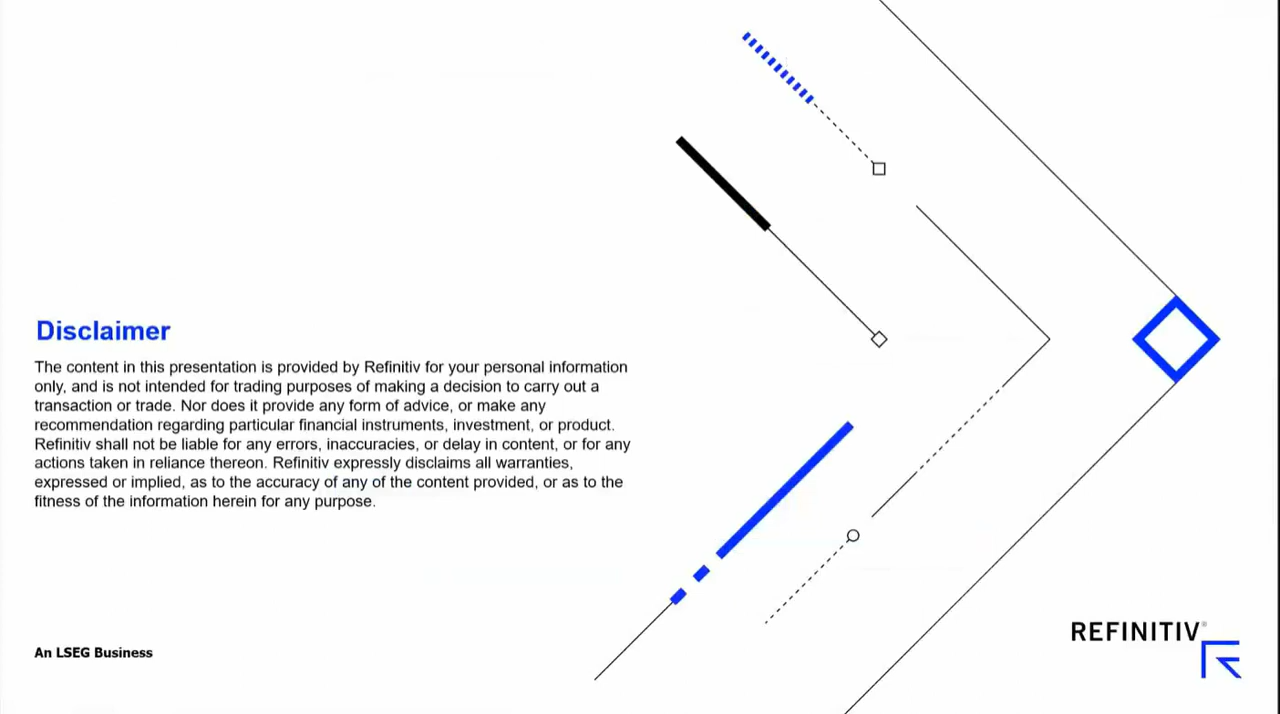 Disclaimer
The content in this presentation is provided by Refinitiv for your personal information
only, and is not intended for trading purposes of making a decision to carry out a
transaction or trade. Nor does it provide any form of advice, or make any
recommendation regarding particular financial instruments, investment, or product.
Refinitiv shall not be liable for any errors, inaccuracies, or delay in content, or for any
actions taken in reliance thereon. Refinitiv expressly disclaims all warranties,
expressed or implied, as to the accuracy of any of the content provided, or as to the
fitness of the information herein for any purpose.
An LSEG Business
REFINITIV®